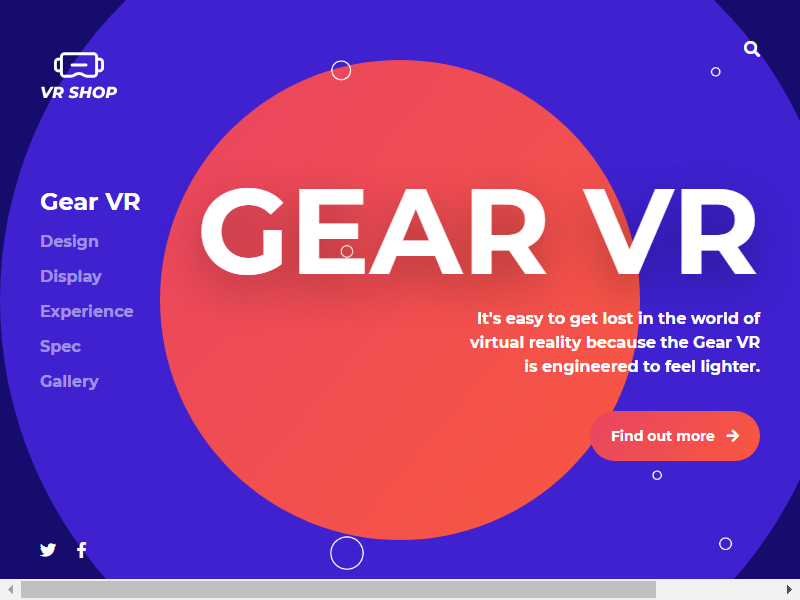 VR SHOP
Gear VR
Design
Display
Experience
Spec
Gallery
GEAR VR
It's easy to get lost in the world of
virtual reality because the Gear VR
is engineered to feel lighter.
Find out more